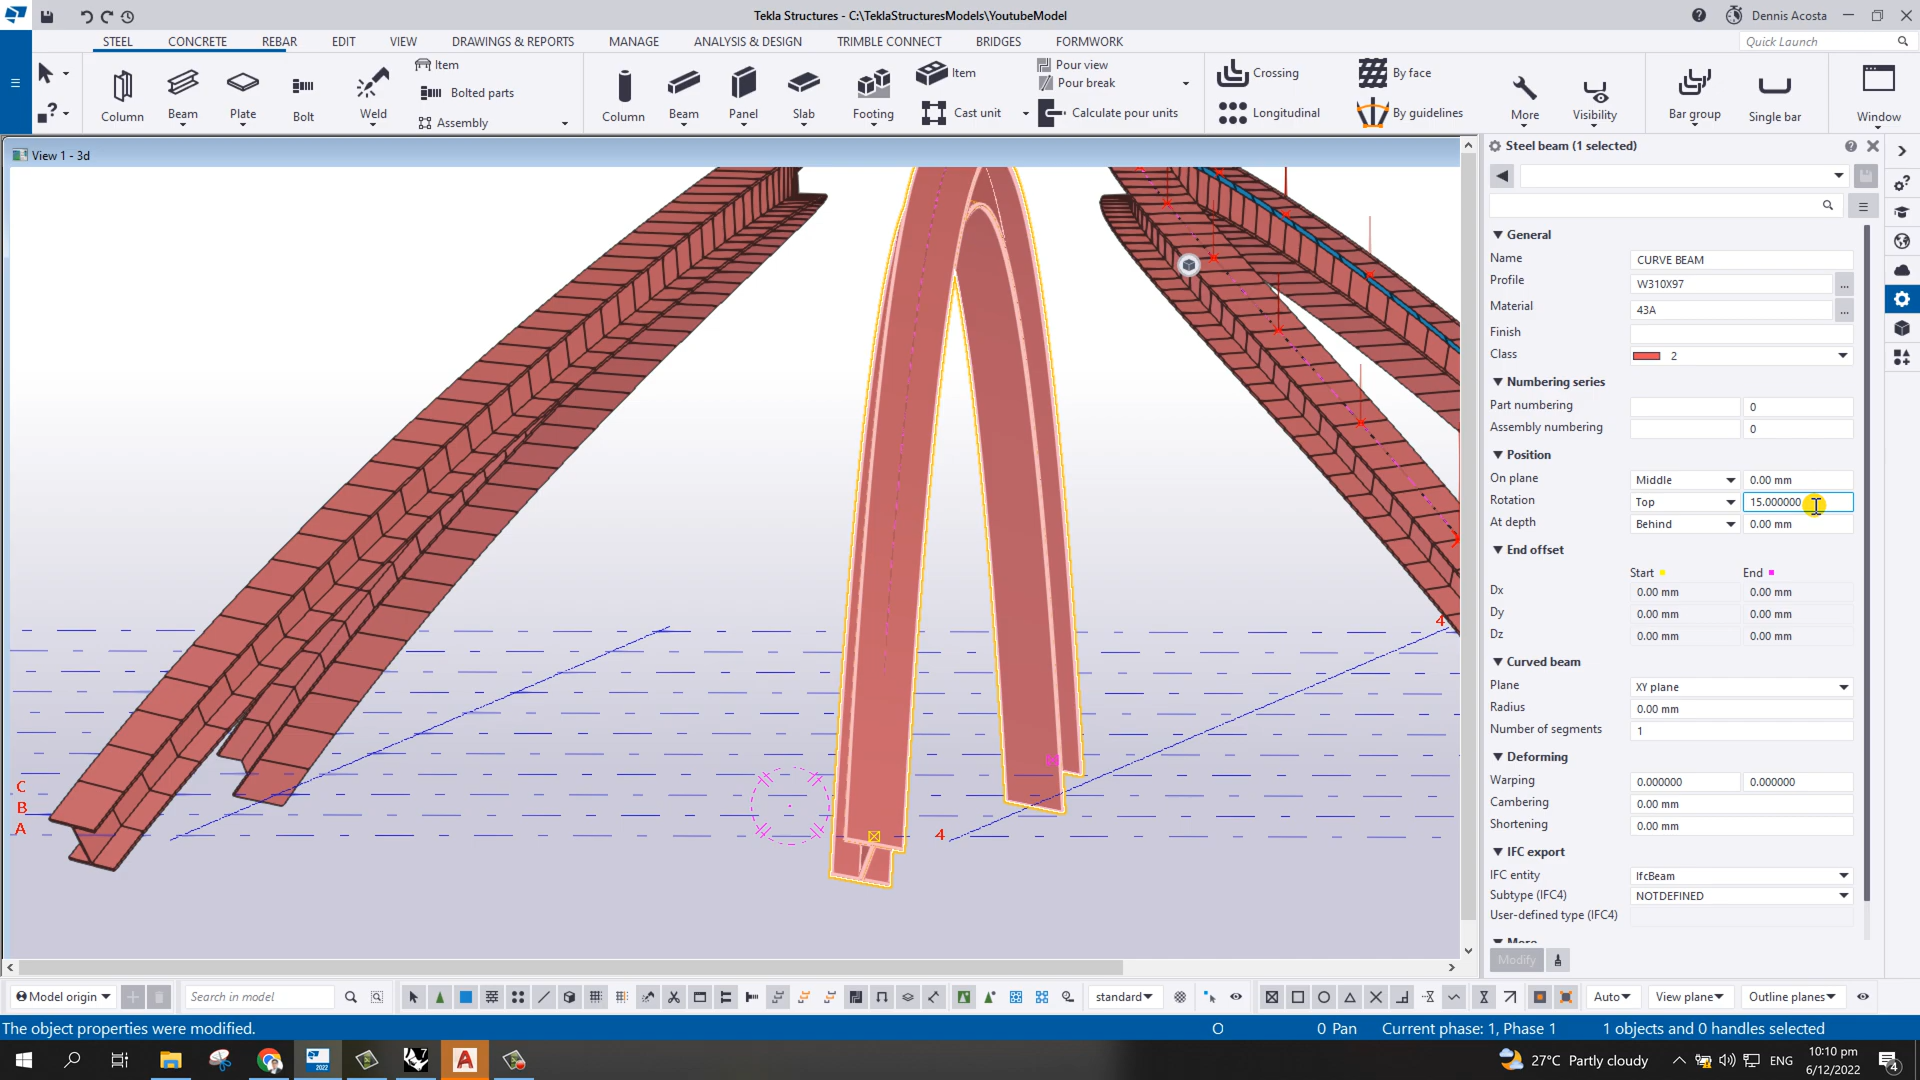 Tekla Structures - C:\TeklaStructuresModels\YoutubeModel
Dennis Acosta
STEEL CONCRETE REBAR EDIT VIEW DRAWINGS & REPORTS MANAGE ANALYSIS & DESIGN TRIMBLE CONNECT BRIDGES FORMWORK
Quick Launch
Item
Bolted parts
Assembly
Column Beam Plate Bolt Weld
Column Beam Panel Slab Footing
Item
Cast unit
Pour view
Pour break
Calculate pour units
Crossing
Longitudinal
By face
By guidelines
More Visibility Bar group Single bar Window
View 1 - 3d
Steel beam (1 selected)
General
Name CURVE BEAM
Profile W310X97 ...
Material 43A ...
Finish
Class 2
Numbering series
Part numbering 0
Assembly numbering 0
Position
On plane Middle 0.00 mm
Rotation Top 15.000000
At depth Behind 0.00 mm
End offset
Start End
Dx 0.00 mm 0.00 mm
Dy 0.00 mm 0.00 mm
Dz 0.00 mm 0.00 mm
Curved beam
Plane XY plane
Radius 0.00 mm
Number of segments 1
Deforming
Warping 0.000000 0.000000
Cambering 0.00 mm
Shortening 0.00 mm
IFC export
IFC entity IfcBeam
Subtype (IFC4) NOTDEFINED
User-defined type (IFC4)
More
Modify
4
C
B
A
4
Model origin
Search in model
standard
Auto
View plane
Outline planes
The object properties were modified.
O
0 Pan
Current phase: 1, Phase 1
1 objects and 0 handles selected
2022
7
A
27°C Partly cloudy
ENG
10:10 pm
6/12/2022
4